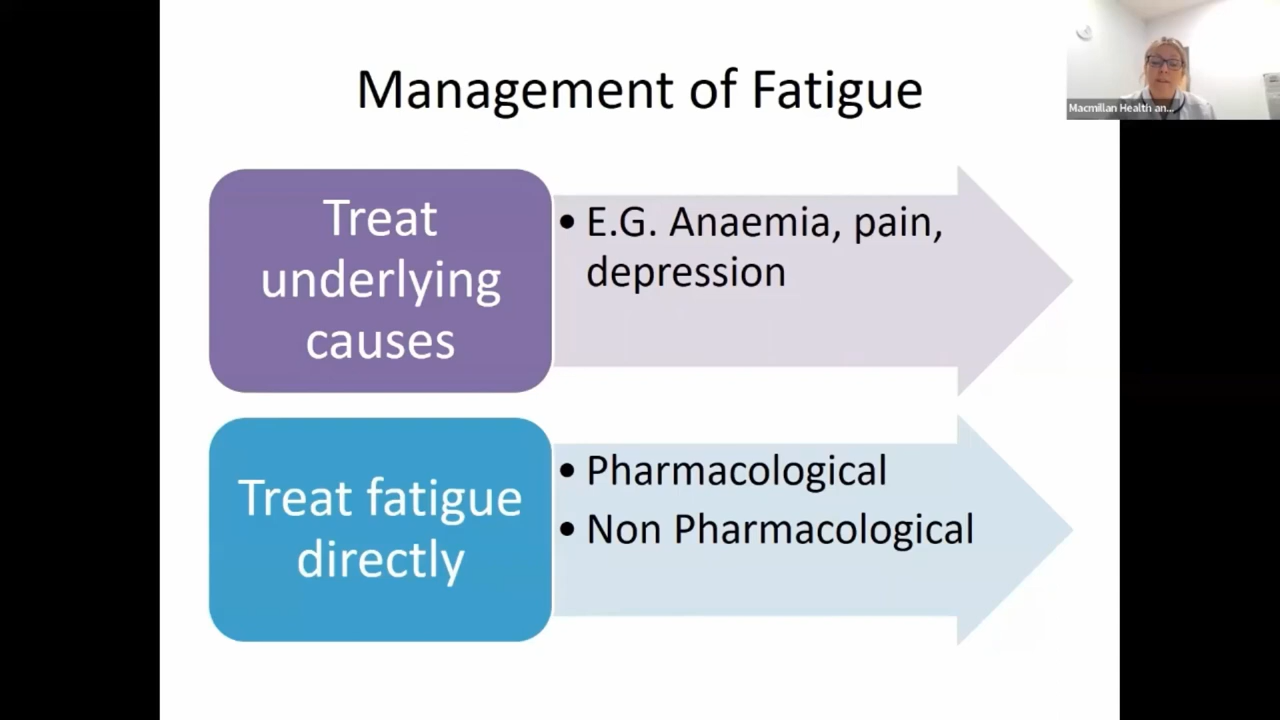 Management of Fatigue
Macmillan Health an...
Treat
underlying
causes
• E.G. Anaemia, pain,
depression
Treat fatigue
directly
• Pharmacological
• Non Pharmacological